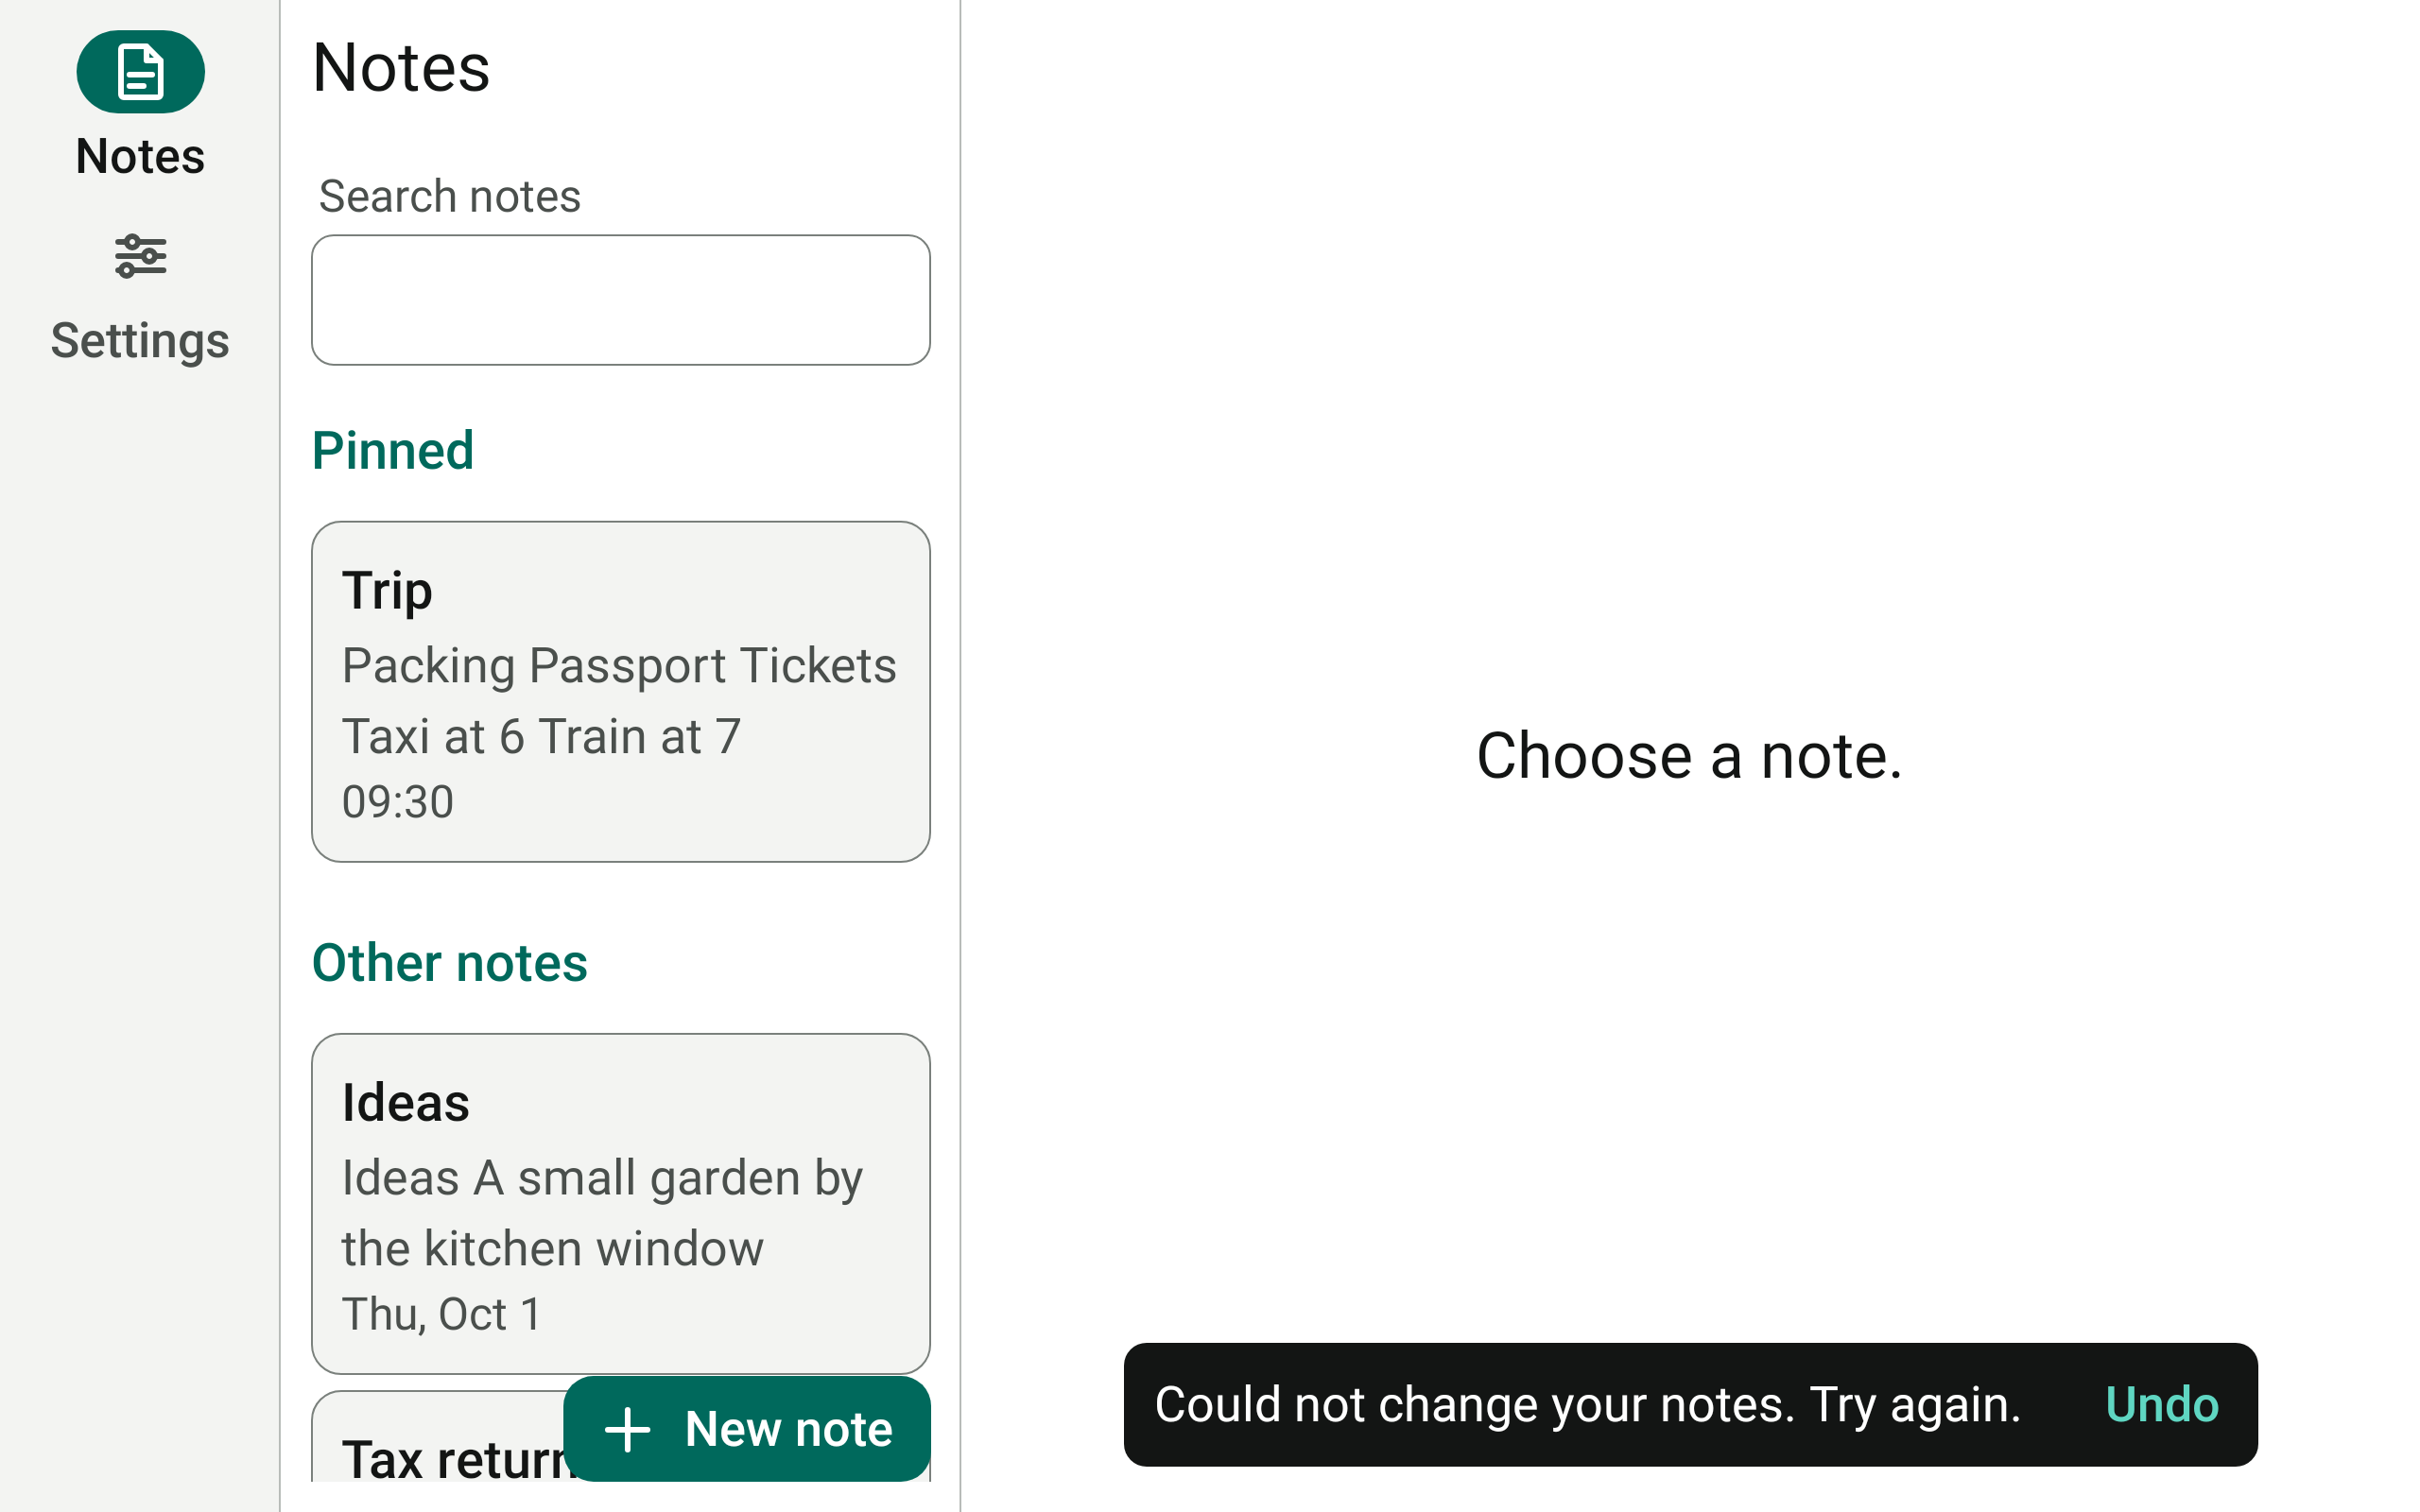 Notes
Settings
Notes
Search notes
Pinned
Trip
Packing Passport Tickets
Taxi at 6 Train at 7
09:30
Other notes
Ideas
Ideas A small garden by
the kitchen window
Thu, Oct 1
Tax return
New note
Choose a note.
Could not change your notes. Try again.
Undo